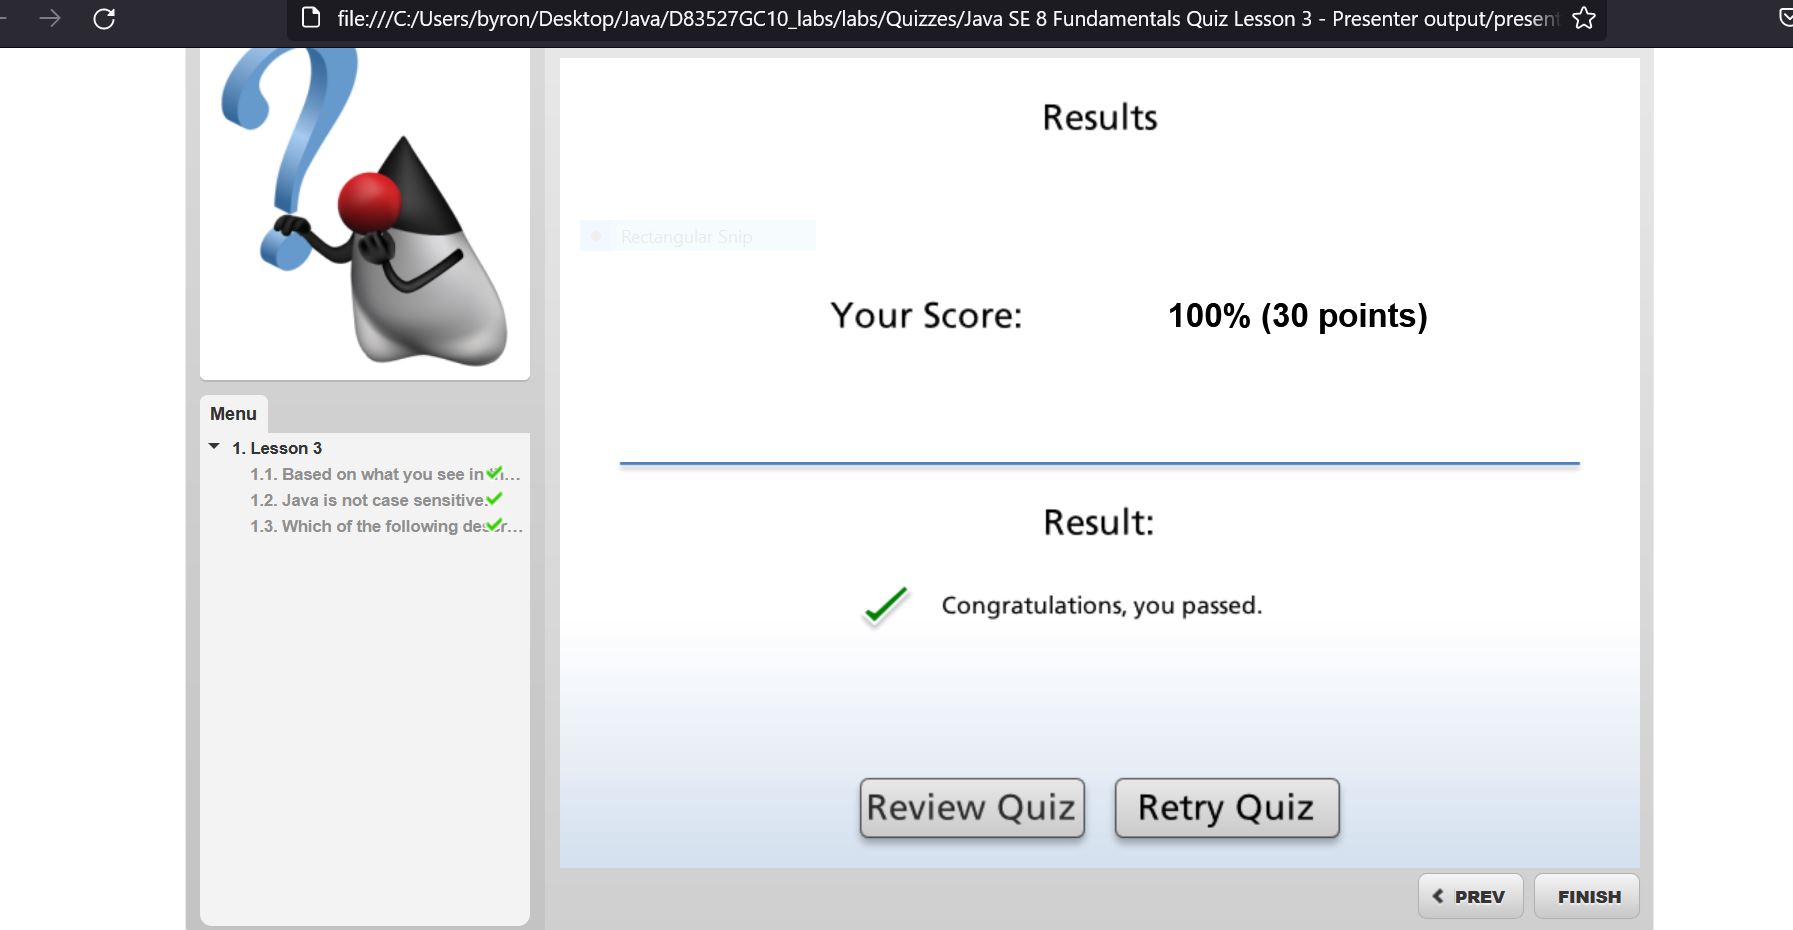 file:///C:/Users/byron/Desktop/Java/D83527GC10_labs/labs/Quizzes/Java SE 8 Fundamentals Quiz Lesson 3 - Presenter output/present
Results
Rectangular Snip
Your Score: 100% (30 points)
Menu
1. Lesson 3
1.1. Based on what you see in
1.2. Java is not case sensitive.
1.3. Which of the following
Result:
Congratulations, you passed.
Review Quiz Retry Quiz
PREV FINISH